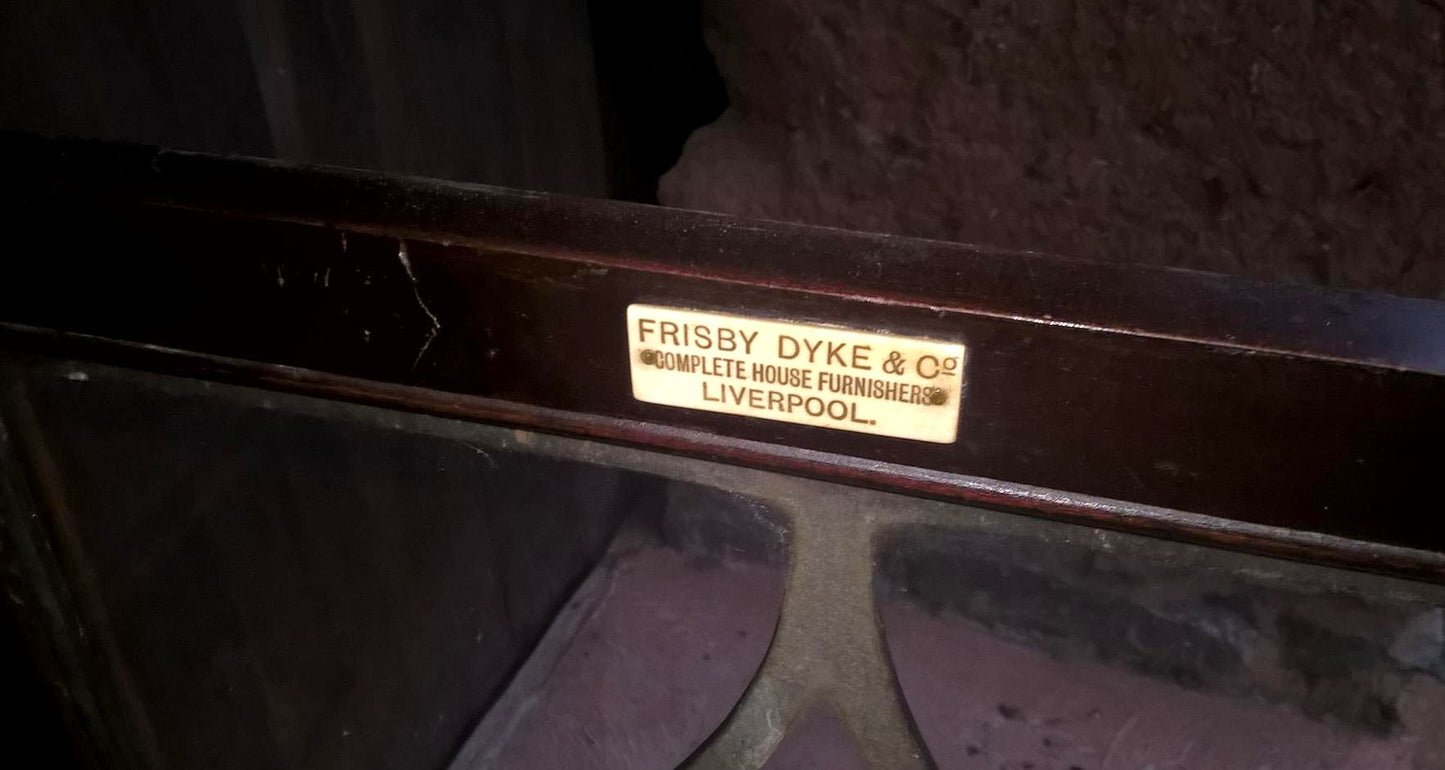 FRISBY DYKE & Cº
COMPLETE HOUSE FURNISHERS
LIVERPOOL.